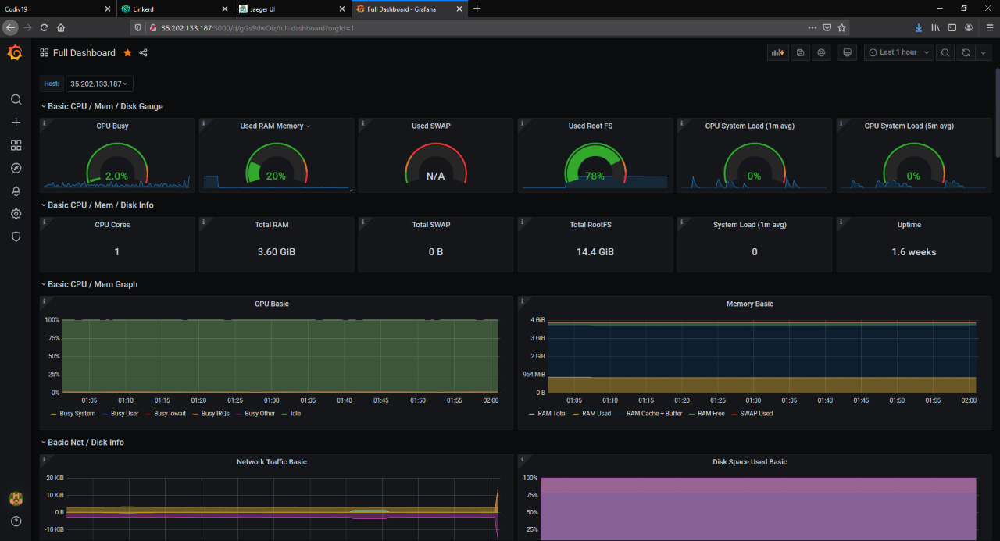 Codiv19
Linkerd
Jaeger UI
Full Dashboard - Grafana
35.202.133.187:3000/d/gGs9dwOiz/full-dashboard?orgId=1
Full Dashboard
Last 1 hour
Host: 35.202.133.187
Basic CPU / Mem / Disk Gauge
CPU Busy
2.0%
Used RAM Memory
20%
Used SWAP
N/A
Used Root FS
78%
CPU System Load (1m avg)
0%
CPU System Load (5m avg)
0%
Basic CPU / Mem / Disk Info
CPU Cores
1
Total RAM
3.60 GiB
Total SWAP
0 B
Total RootFS
14.4 GiB
System Load (1m avg)
0
Uptime
1.6 weeks
Basic CPU / Mem Graph
CPU Basic
100%
75%
50%
25%
0%
01:05 01:10 01:15 01:20 01:25 01:30 01:35 01:40 01:45 01:50 01:55 02:00
Busy System Busy User Busy Iowait Busy IRQs Busy Other Idle
Memory Basic
4 GiB
3 GiB
2 GiB
954 MiB
0 B
01:05 01:10 01:15 01:20 01:25 01:30 01:35 01:40 01:45 01:50 01:55 02:00
RAM Total RAM Used RAM Cache + Buffer RAM Free SWAP Used
Basic Net / Disk Info
Network Traffic Basic
20 KiB
10 KiB
0 B
-10 KiB
Disk Space Used Basic
100%
75%
50%
25%